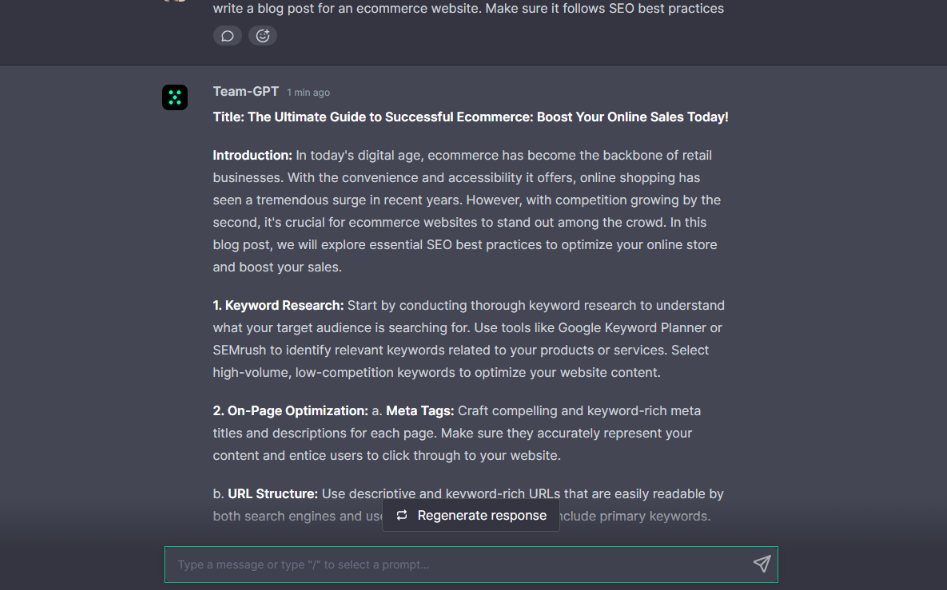 write a blog post for an ecommerce website. Make sure it follows SEO best practices
Team-GPT 1 min ago
Title: The Ultimate Guide to Successful Ecommerce: Boost Your Online Sales Today!
Introduction: In today's digital age, ecommerce has become the backbone of retail
businesses. With the convenience and accessibility it offers, online shopping has
seen a tremendous surge in recent years. However, with competition growing by the
second, it's crucial for ecommerce websites to stand out among the crowd. In this
blog post, we will explore essential SEO best practices to optimize your online store
and boost your sales.
1. Keyword Research: Start by conducting thorough keyword research to understand
what your target audience is searching for. Use tools like Google Keyword Planner or
SEMrush to identify relevant keywords related to your products or services. Select
high-volume, low-competition keywords to optimize your website content.
2. On-Page Optimization: a. Meta Tags: Craft compelling and keyword-rich meta
titles and descriptions for each page. Make sure they accurately represent your
content and entice users to click through to your website.
b. URL Structure: Use descriptive and keyword-rich URLs that are easily readable by
both search engines and include primary keywords.
Regenerate response
Type a message or type "/" to select a prompt...